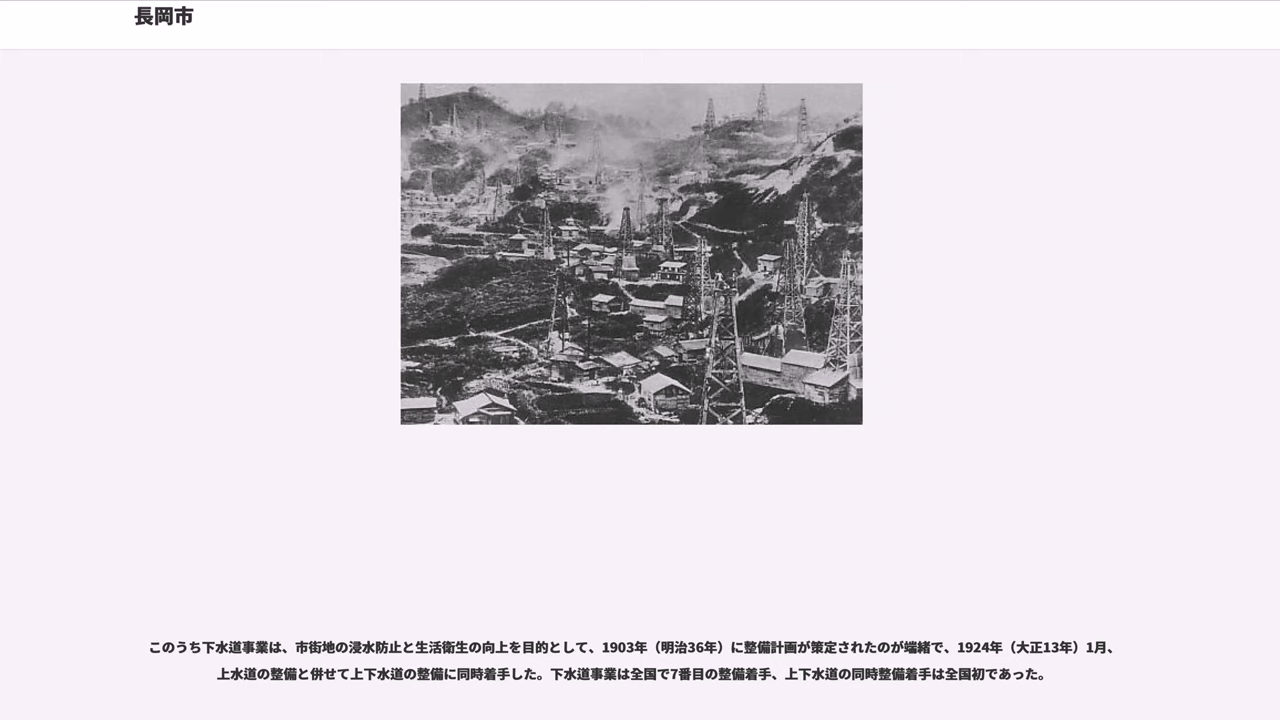 長岡市
このうち下水道事業は、市街地の浸水防止と生活衛生の向上を目的として、1903年（明治36年）に整備計画が策定されたのが端緒で、1924年（大正13年）1月、
上水道の整備と併せて上下水道の整備に同時着手した。下水道事業は全国で7番目の整備着手、上下水道の同時整備着手は全国初であった。